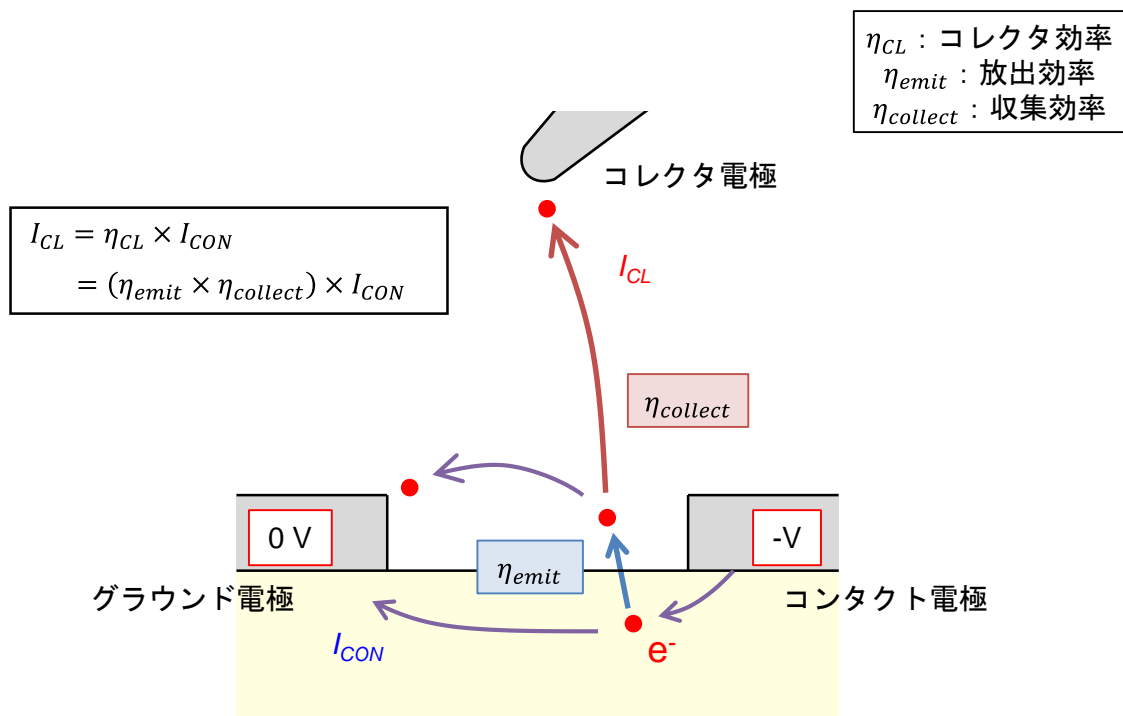 η_CL：コレクタ効率
η_emit：放出効率
η_collect：収集効率
コレクタ電極
I_CL = η_CL × I_CON
= (η_emit × η_collect) × I_CON
I_CL
η_collect
0 V
-V
η_emit
グラウンド電極
コンタクト電極
I_CON
e⁻